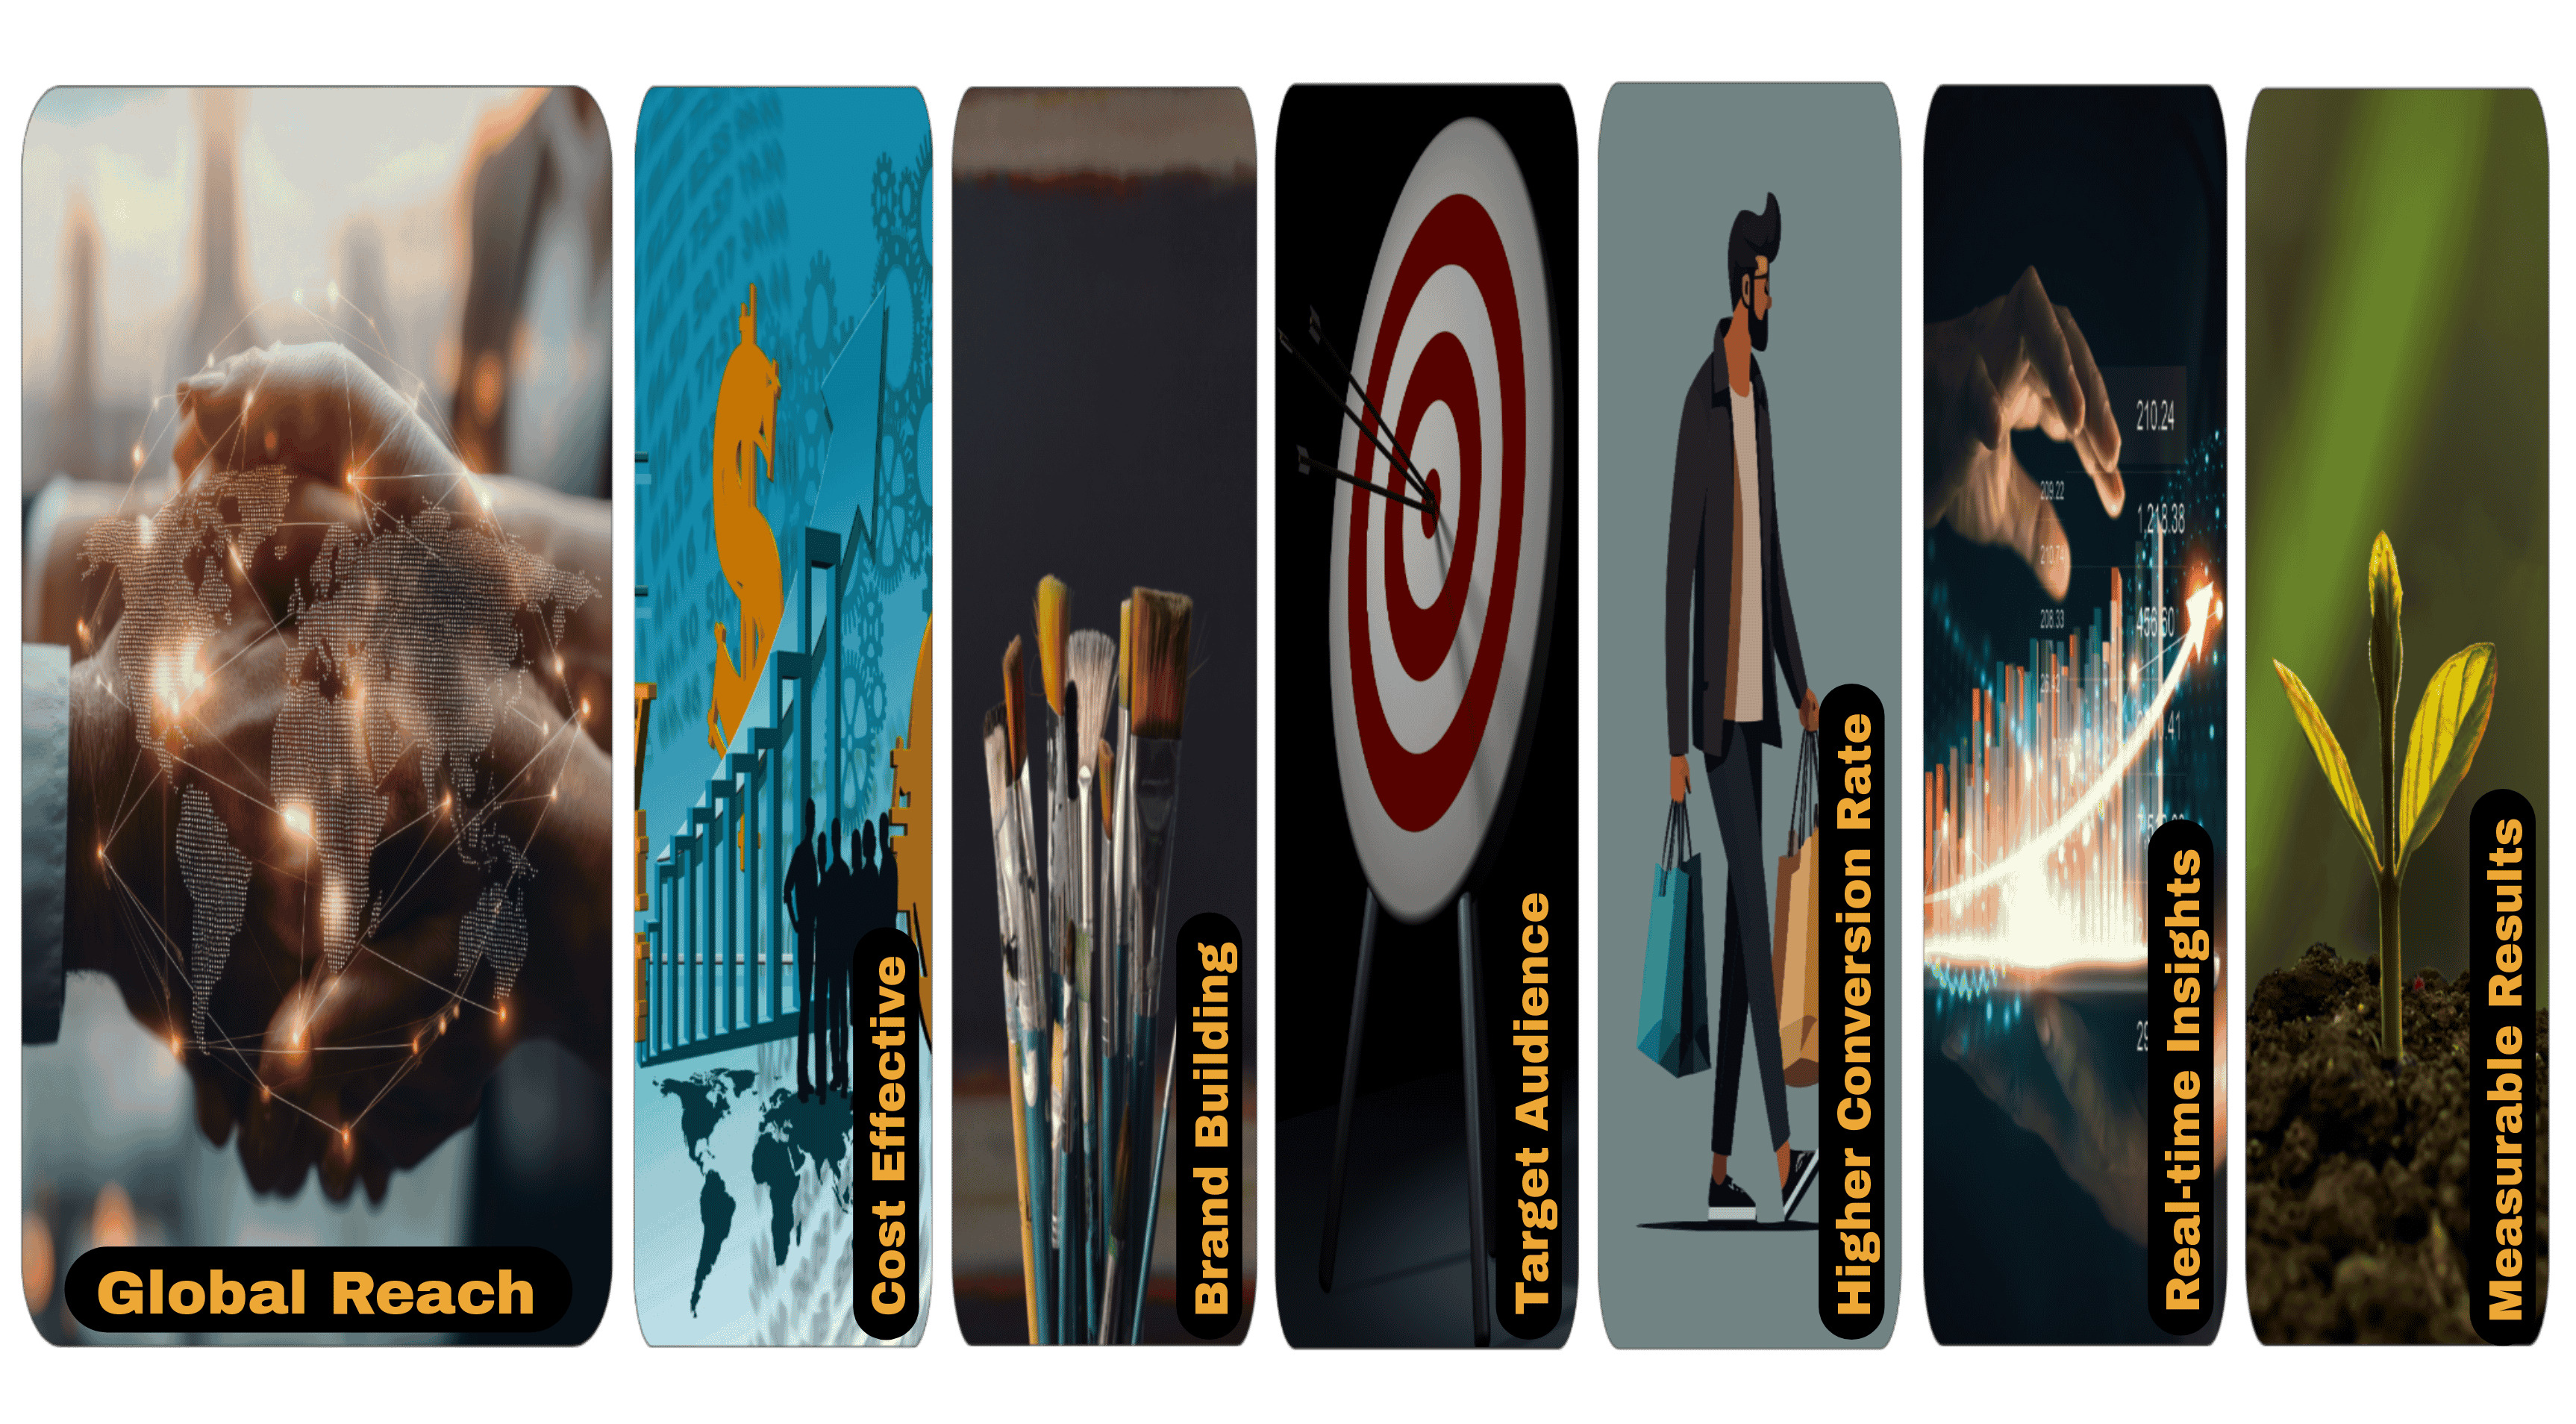 Global Reach
Cost Effective
Brand Building
Target Audience
Higher Conversion Rate
210.24
209.22
1,218.38
210.74
208.33
456.60
Real-time Insights
Measurable Results